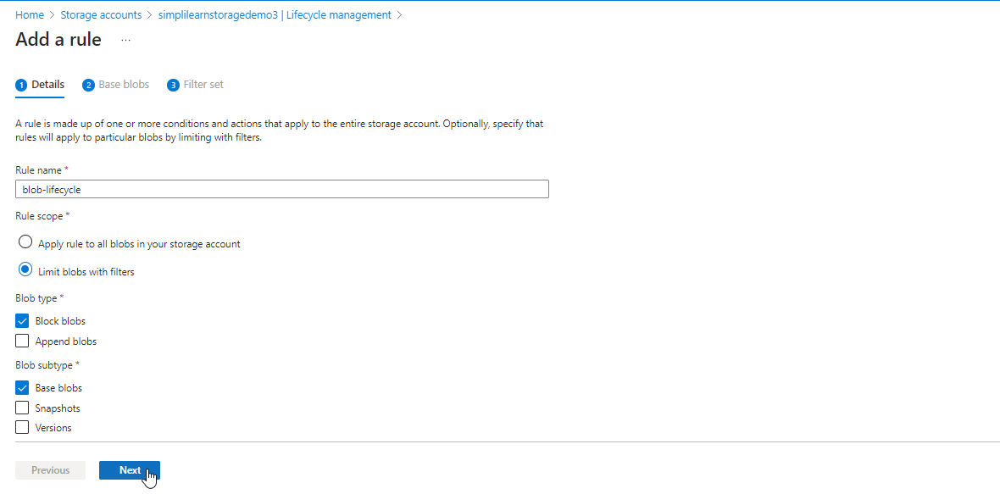 Home > Storage accounts > simplilearnstoragedemo3 | Lifecycle management >
Add a rule ...
1 Details 2 Base blobs 3 Filter set
A rule is made up of one or more conditions and actions that apply to the entire storage account. Optionally, specify that
rules will apply to particular blobs by limiting with filters.
Rule name *
blob-lifecycle
Rule scope *
Apply rule to all blobs in your storage account
Limit blobs with filters
Blob type *
Block blobs
Append blobs
Blob subtype *
Base blobs
Snapshots
Versions
Previous Next